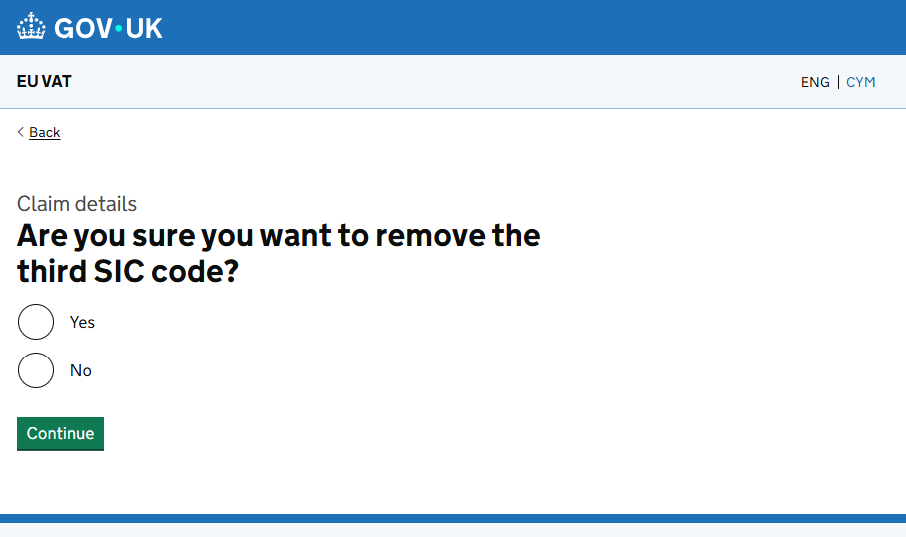 GOV·UK
EU VAT
ENG | CYM
Back
Claim details
Are you sure you want to remove the
third SIC code?
Yes
No
Continue